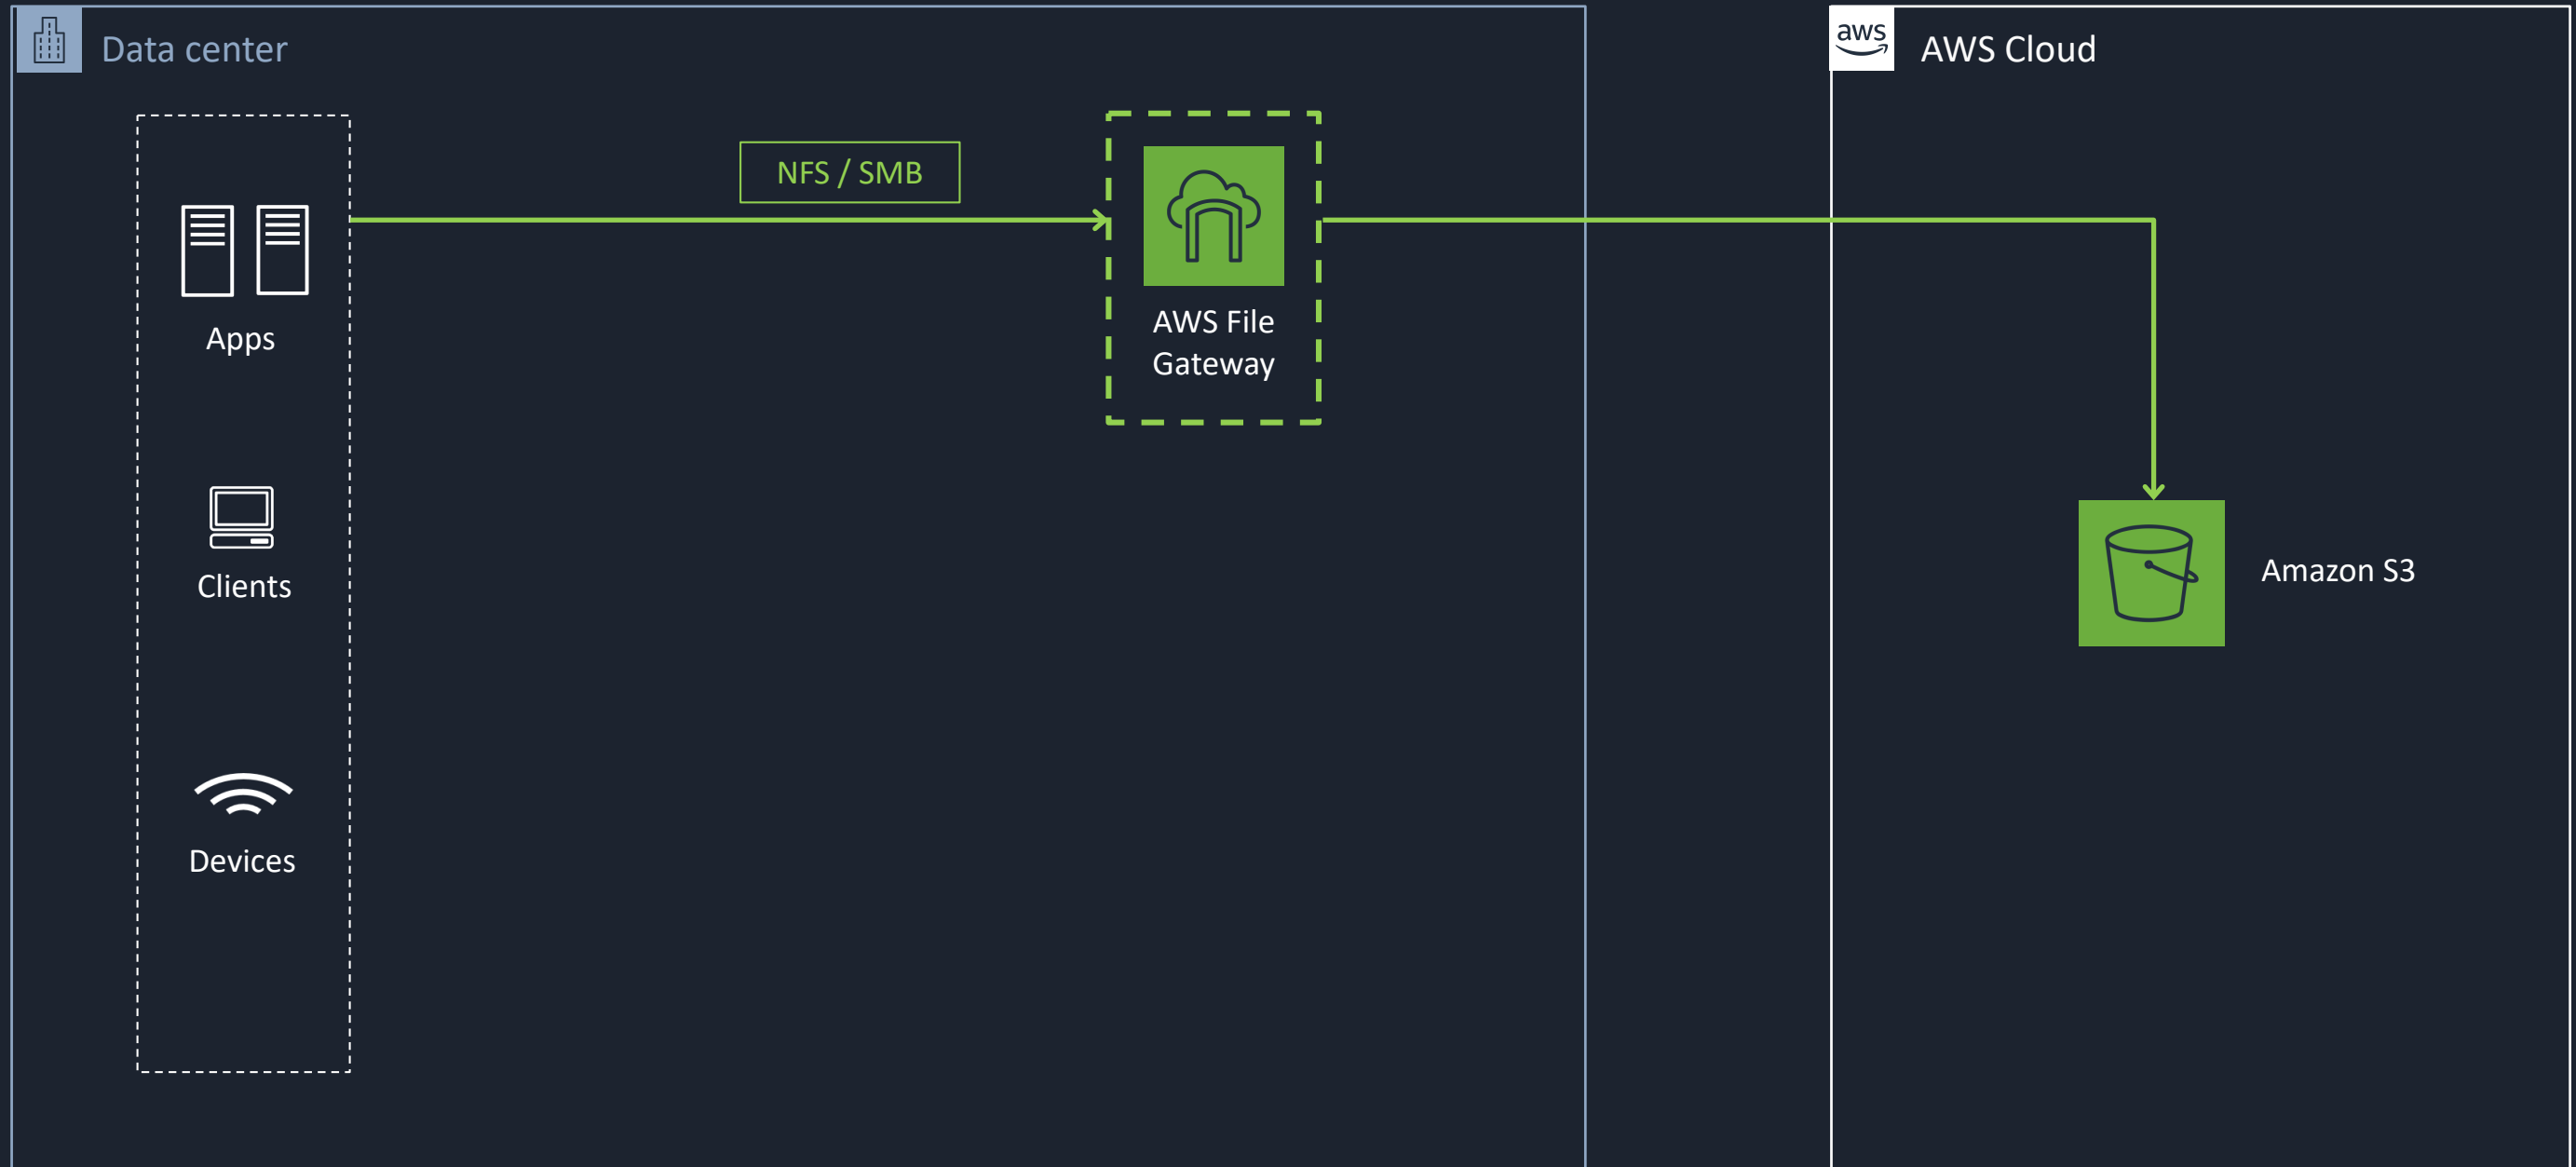 Data center
aws
AWS Cloud
NFS / SMB
AWS File
Gateway
Apps
Clients
Amazon S3
Devices